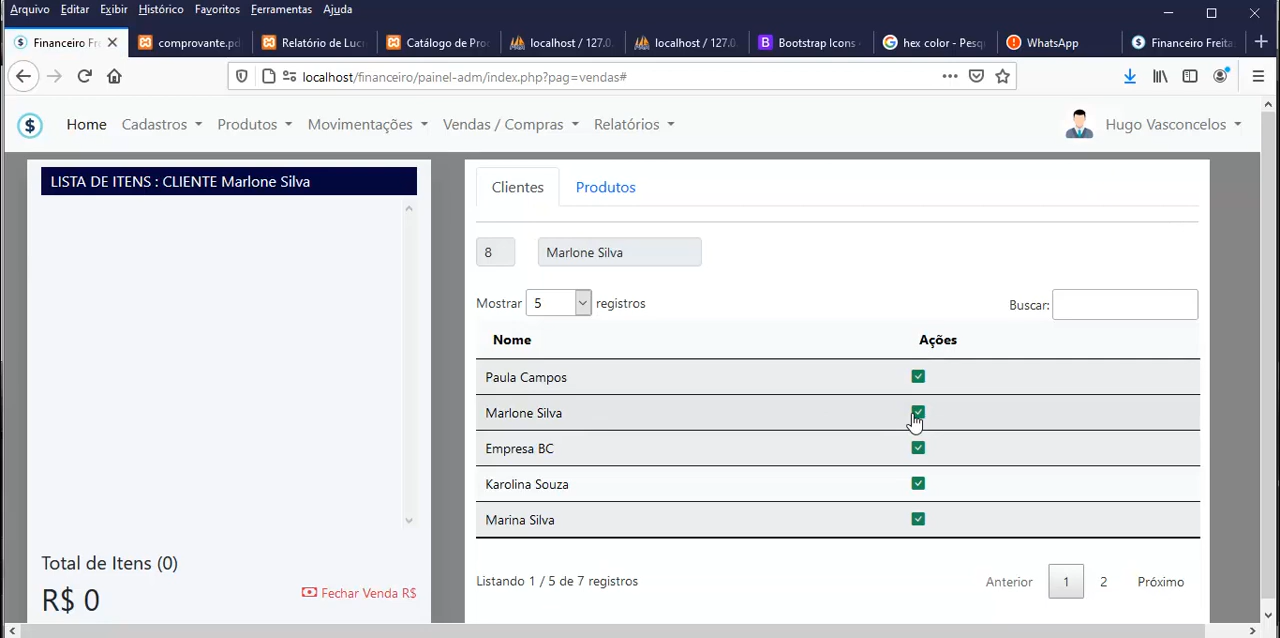 Arquivo Editar Exibir Histórico Favoritos Ferramentas Ajuda
Financeiro Fr comprovante.pd Relatório de Luc Catálogo de Pro localhost / 127.0. localhost / 127.0. Bootstrap Icons hex color - Pesq WhatsApp Financeiro Freita
localhost/financeiro/painel-adm/index.php?pag=vendas#
$ Home Cadastros Produtos Movimentações Vendas / Compras Relatórios Hugo Vasconcelos
LISTA DE ITENS : CLIENTE Marlone Silva
Clientes Produtos
8 Marlone Silva
Mostrar 5 registros Buscar:
Nome Ações
Paula Campos
Marlone Silva
Empresa BC
Karolina Souza
Marina Silva
Total de Itens (0)
Listando 1 / 5 de 7 registros Anterior 1 2 Próximo
R$ 0 Fechar Venda R$